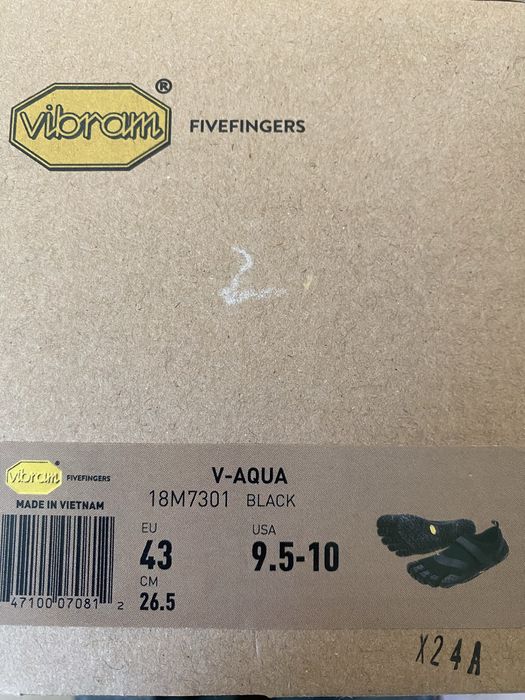 vibram®
FIVEFINGERS
2
vibram® FIVEFINGERS
V-AQUA
18M7301 BLACK
MADE IN VIETNAM
EU
43
CM
26.5
USA
9.5-10
47100 07081 2
X24A